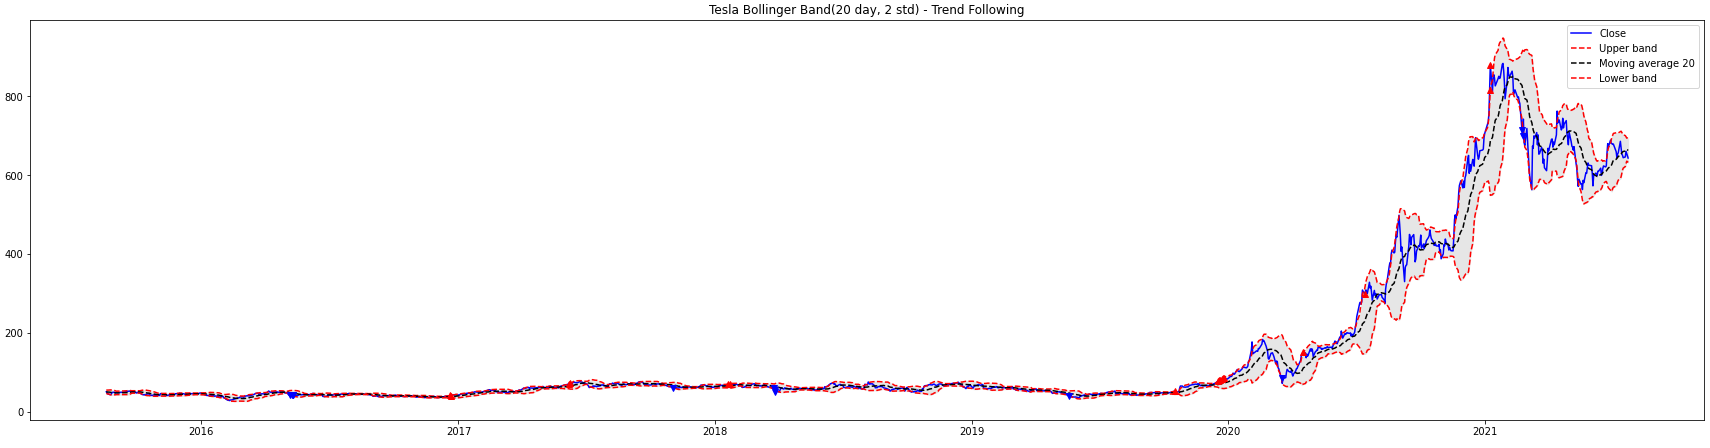 Tesla Bollinger Band(20 day, 2 std) - Trend Following
Close
Upper band
Moving average 20
Lower band
800
600
400
200
0
2016
2017
2018
2019
2020
2021